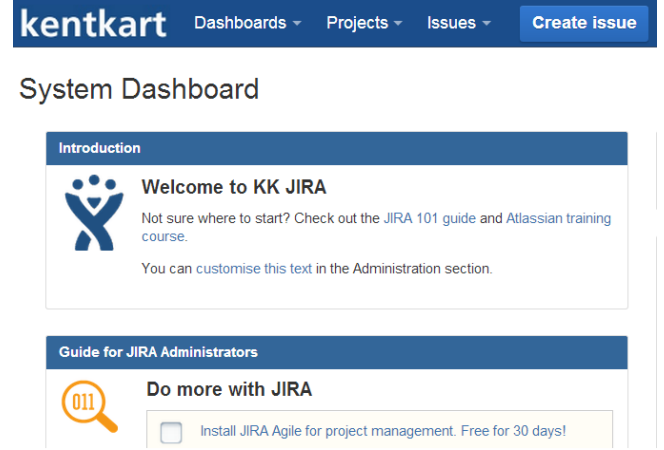 kentkart Dashboards Projects Issues Create issue
System Dashboard
Introduction
Welcome to KK JIRA
Not sure where to start? Check out the JIRA 101 guide and Atlassian training
course.
You can customise this text in the Administration section.
Guide for JIRA Administrators
011
Do more with JIRA
Install JIRA Agile for project management. Free for 30 days!